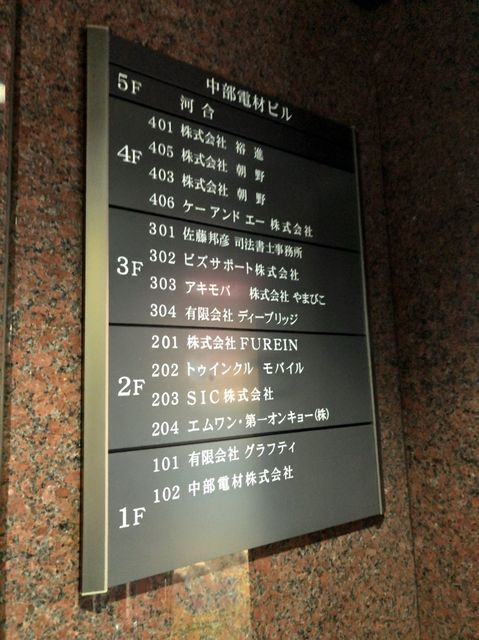 中部電材ビル
5F 河合
401 株式会社 裕進
4F 405 株式会社 朝野
403 株式会社 朝野
406 ケーアンドエー株式会社
301 佐藤邦彦 司法書士事務所
3F 302 ビズサポート株式会社
303 アキモバ 株式会社 やまびこ
304 有限会社 ディーブリッジ
201 株式会社 FUREIN
2F 202 トゥインクル モバイル
203 SIC株式会社
204 エムワン・第一オンキョー(株)
101 有限会社 グラフティ
1F 102 中部電材株式会社